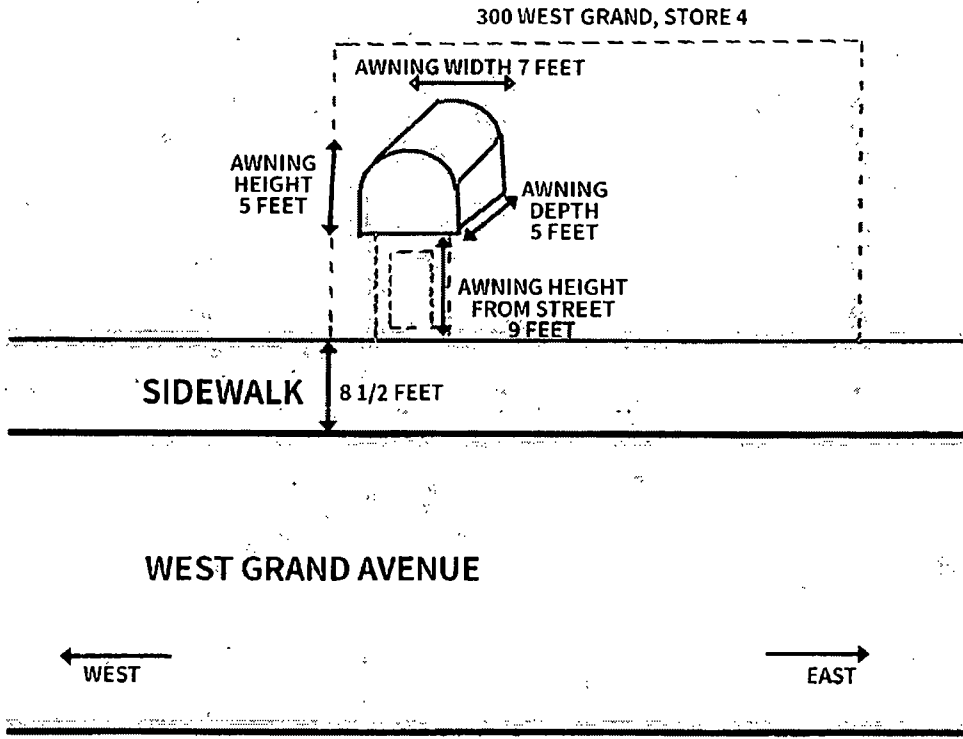 300 WEST GRAND, STORE 4
AWNING WIDTH 7 FEET
AWNING
HEIGHT
5 FEET
AWNING
DEPTH
5 FEET
AWNING HEIGHT
FROM STREET
9 FEET
SIDEWALK
8 1/2 FEET
WEST GRAND AVENUE
WEST
EAST